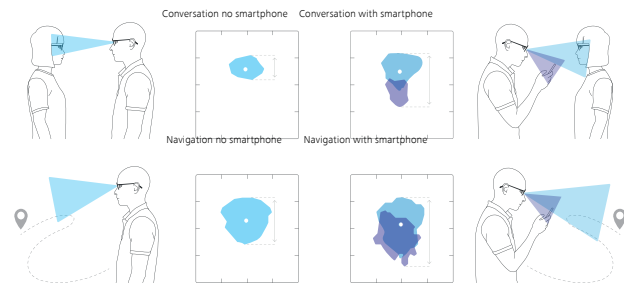 Conversation no smartphone
Conversation with smartphone
Navigation no smartphone
Navigation with smartphone